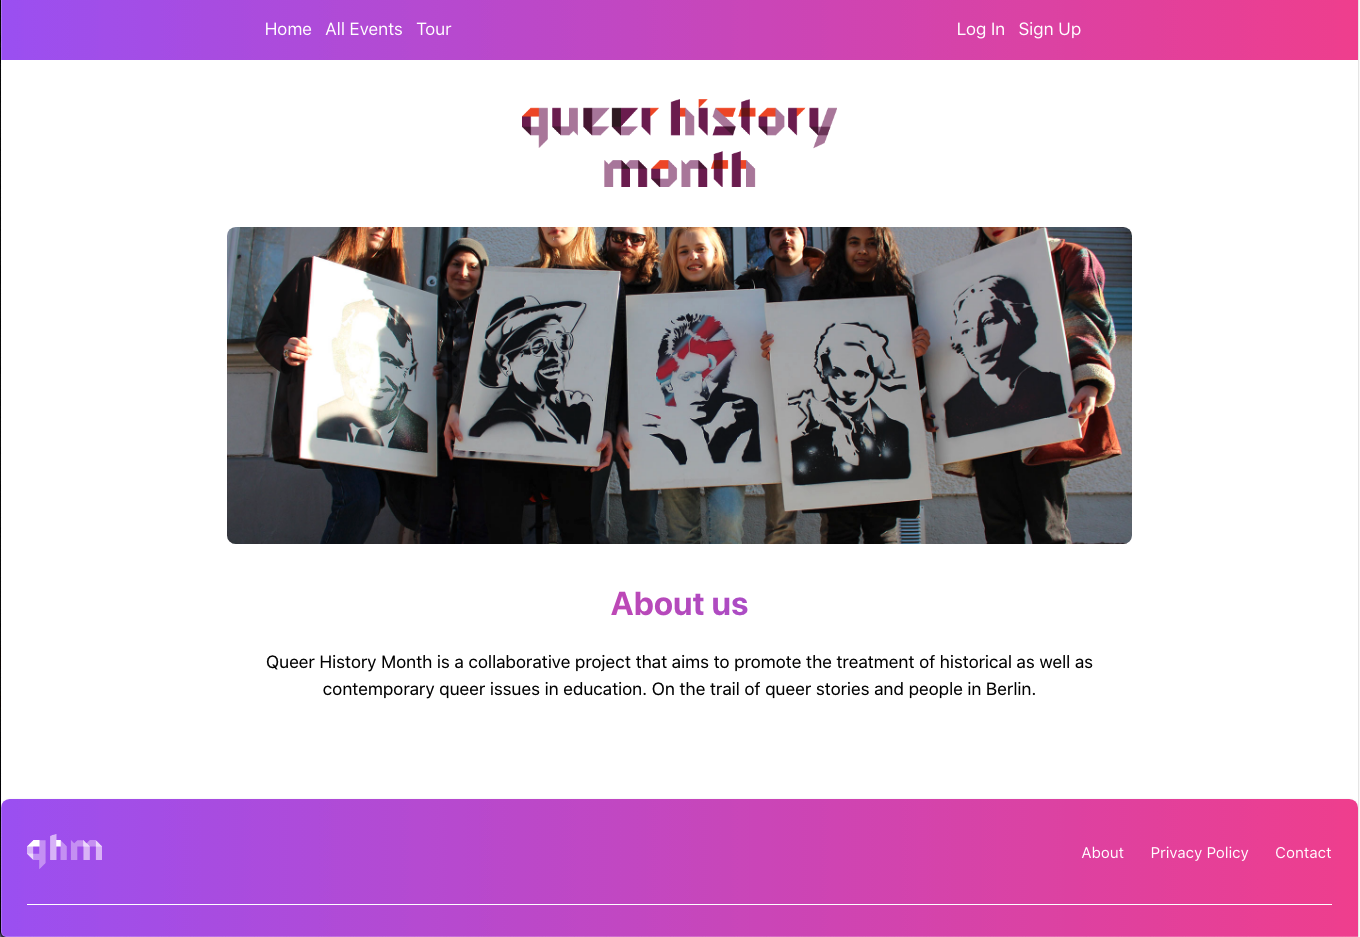 Home All Events Tour Log In Sign Up
queer history
month
About us
Queer History Month is a collaborative project that aims to promote the treatment of historical as well as
contemporary queer issues in education. On the trail of queer stories and people in Berlin.
qhm About Privacy Policy Contact